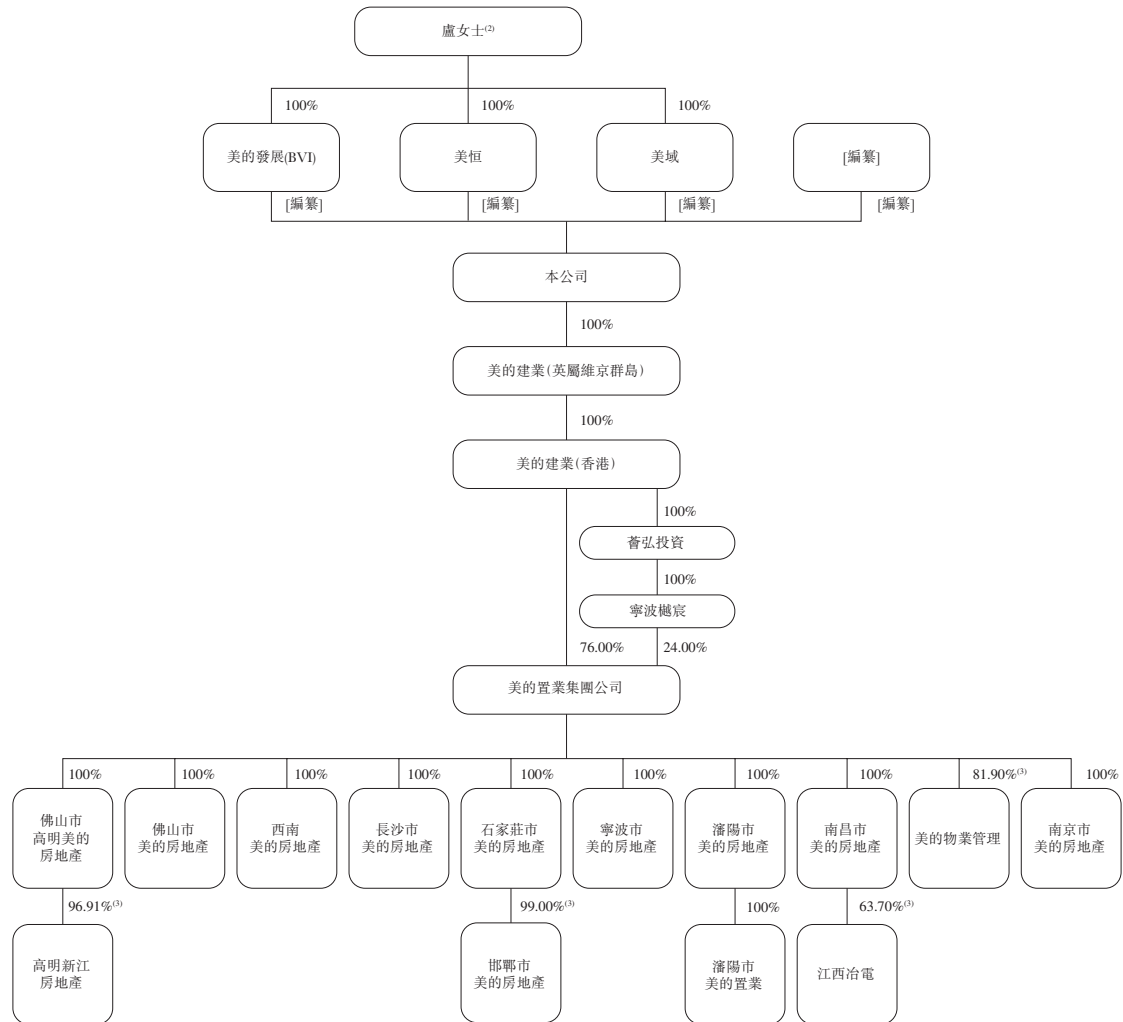 盧女士(2)
100%
100%
100%
美的發展(BVI)
美恒
美域
[編纂]
[編纂]
[編纂]
[編纂]
[編纂]
本公司
100%
美的建業(英屬維京群島)
100%
美的建業(香港)
100%
薈弘投資
100%
寧波樾宸
76.00%
24.00%
美的置業集團公司
100%
100%
100%
100%
100%
100%
100%
100%
81.90%(3)
100%
佛山市
高明美的
房地產
佛山市
美的房地產
西南
美的房地產
長沙市
美的房地產
石家莊市
美的房地產
寧波市
美的房地產
瀋陽市
美的房地產
南昌市
美的房地產
美的物業管理
南京市
美的房地產
96.91%(3)
99.00%(3)
100%
63.70%(3)
高明新江
房地產
邯鄲市
美的房地產
瀋陽市
美的置業
江西冶電